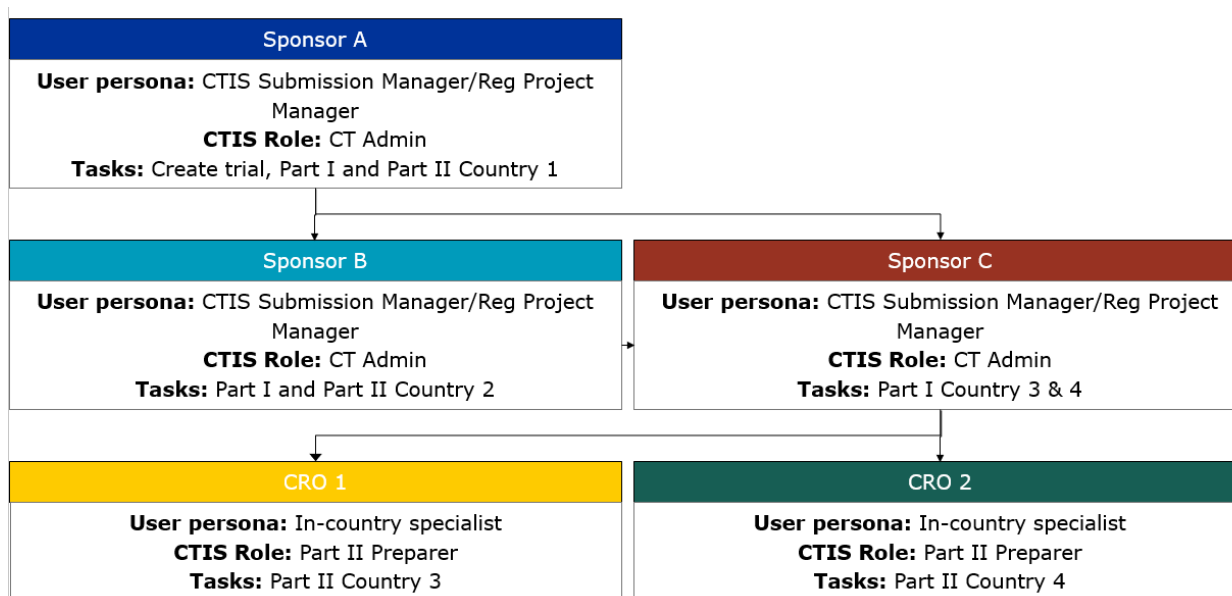 Sponsor A
User persona: CTIS Submission Manager/Reg Project
Manager
CTIS Role: CT Admin
Tasks: Create trial, Part I and Part II Country 1
Sponsor B
User persona: CTIS Submission Manager/Reg Project
Manager
CTIS Role: CT Admin
Tasks: Part I and Part II Country 2
Sponsor C
User persona: CTIS Submission Manager/Reg Project
Manager
CTIS Role: CT Admin
Tasks: Part I Country 3 & 4
CRO 1
User persona: In-country specialist
CTIS Role: Part II Preparer
Tasks: Part II Country 3
CRO 2
User persona: In-country specialist
CTIS Role: Part II Preparer
Tasks: Part II Country 4